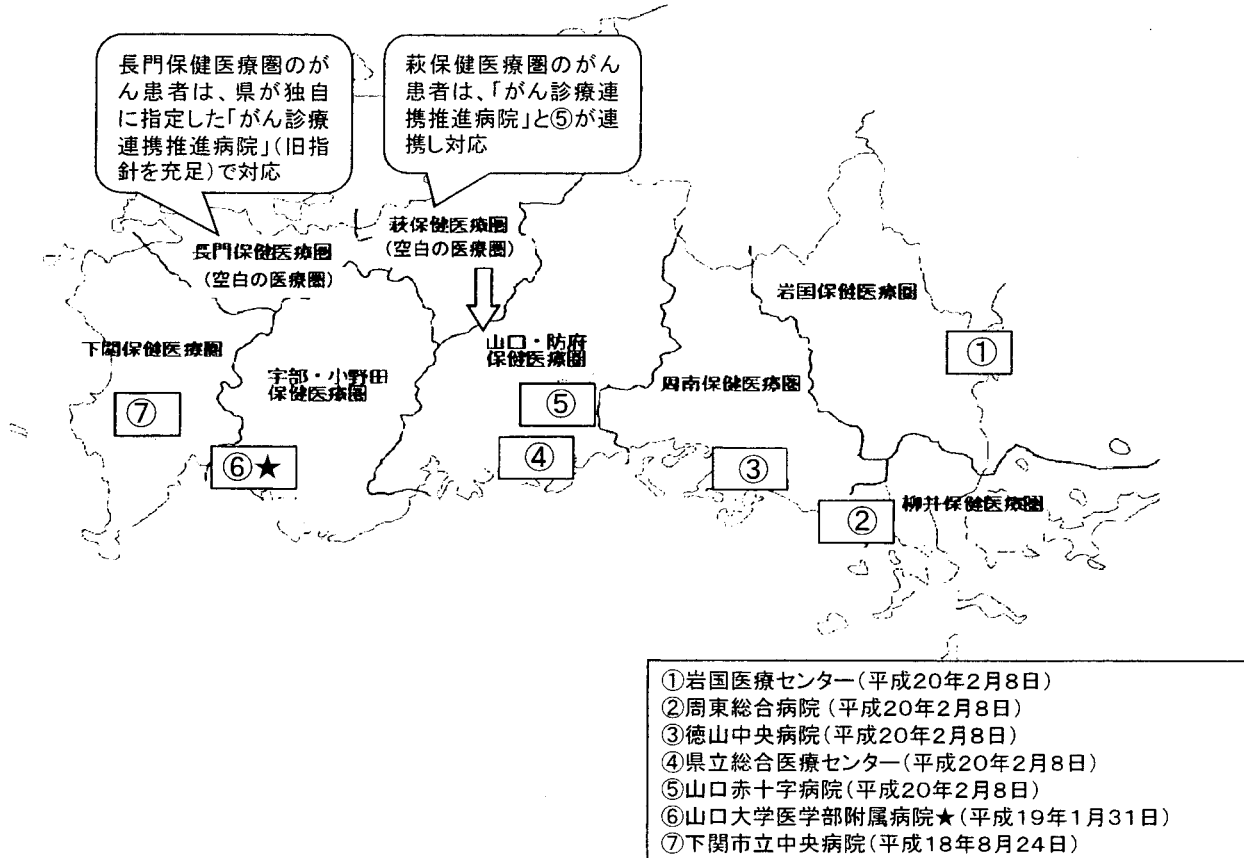 長門保健医療圏のが
ん患者は、県が独自
に指定した「がん診療
連携推進病院」(旧指
針を充足)で対応
萩保健医療圏のがん
患者は、「がん診療連
携推進病院」と⑤が連
携し対応
長門保健医療圏
(空白の医療圏)
萩保健医療圏
(空白の医療圏)
岩国保健医療圏
下関保健医療圏
山口・防府
保健医療圏
宇部・小野田
保健医療圏
周南保健医療圏
柳井保健医療圏
①
⑦
⑤
④
⑥★
③
②
①岩国医療センター(平成20年2月8日)
②周東総合病院(平成20年2月8日)
③徳山中央病院(平成20年2月8日)
④県立総合医療センター(平成20年2月8日)
⑤山口赤十字病院(平成20年2月8日)
⑥山口大学医学部附属病院★(平成19年1月31日)
⑦下関市立中央病院(平成18年8月24日)